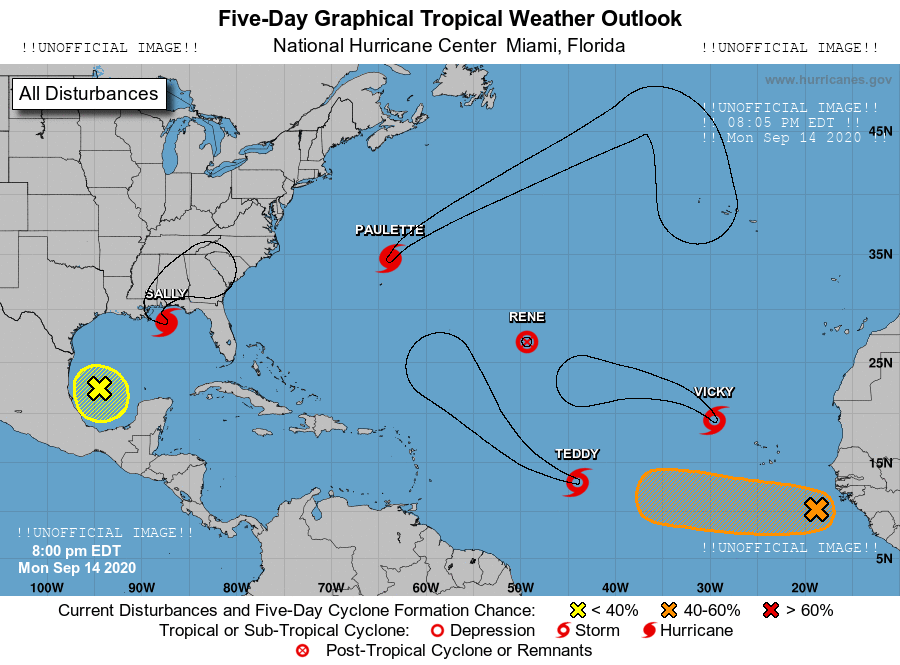 Five-Day Graphical Tropical Weather Outlook
!!UNOFFICIAL IMAGE!! National Hurricane Center  Miami, Florida !!UNOFFICIAL IMAGE!!
www.hurricanes.gov
All Disturbances
!!UNOFFICIAL IMAGE!!
!! 08:05 PM EDT !!
!! Mon Sep 14 2020 !!
45N
PAULETTE
35N
SALLY
RENE
25N
VICKY
TEDDY
15N
!!UNOFFICIAL IMAGE!!
!!UNOFFICIAL IMAGE!!
8:00 pm EDT
Mon Sep 14 2020
5N
100W 90W 80W 70W 60W 50W 40W 30W 20W
Current Disturbances and Five-Day Cyclone Formation Chance: < 40% 40-60% > 60%
Tropical or Sub-Tropical Cyclone: Depression Storm Hurricane
Post-Tropical Cyclone or Remnants